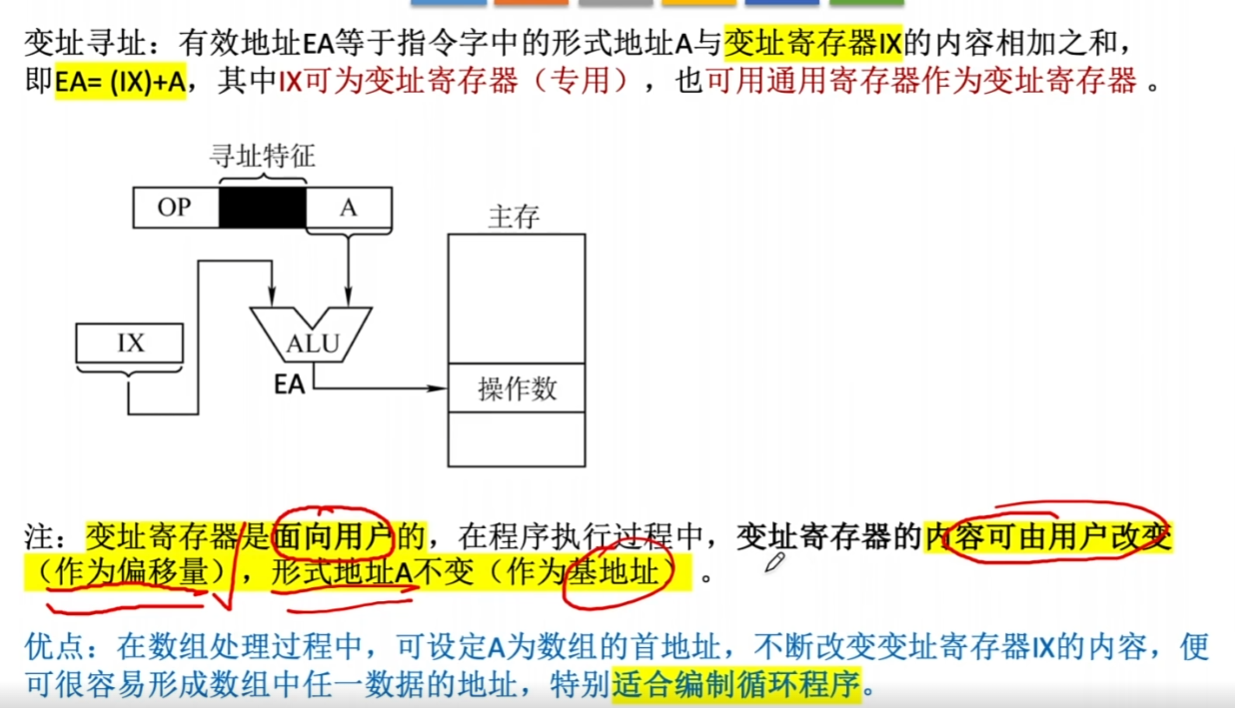 变址寻址：有效地址EA等于指令字中的形式地址A与变址寄存器IX的内容相加之和，
即EA= (IX)+A，其中IX可为变址寄存器（专用），也可用通用寄存器作为变址寄存器 。
寻址特征
OP
A
主存
IX
ALU
EA
操作数
注：变址寄存器是面向用户的，在程序执行过程中，变址寄存器的内容可由用户改变
（作为偏移量），形式地址A不变（作为基地址） 。
优点：在数组处理过程中，可设定A为数组的首地址，不断改变变址寄存器IX的内容，便
可很容易形成数组中任一数据的地址，特别适合编制循环程序。